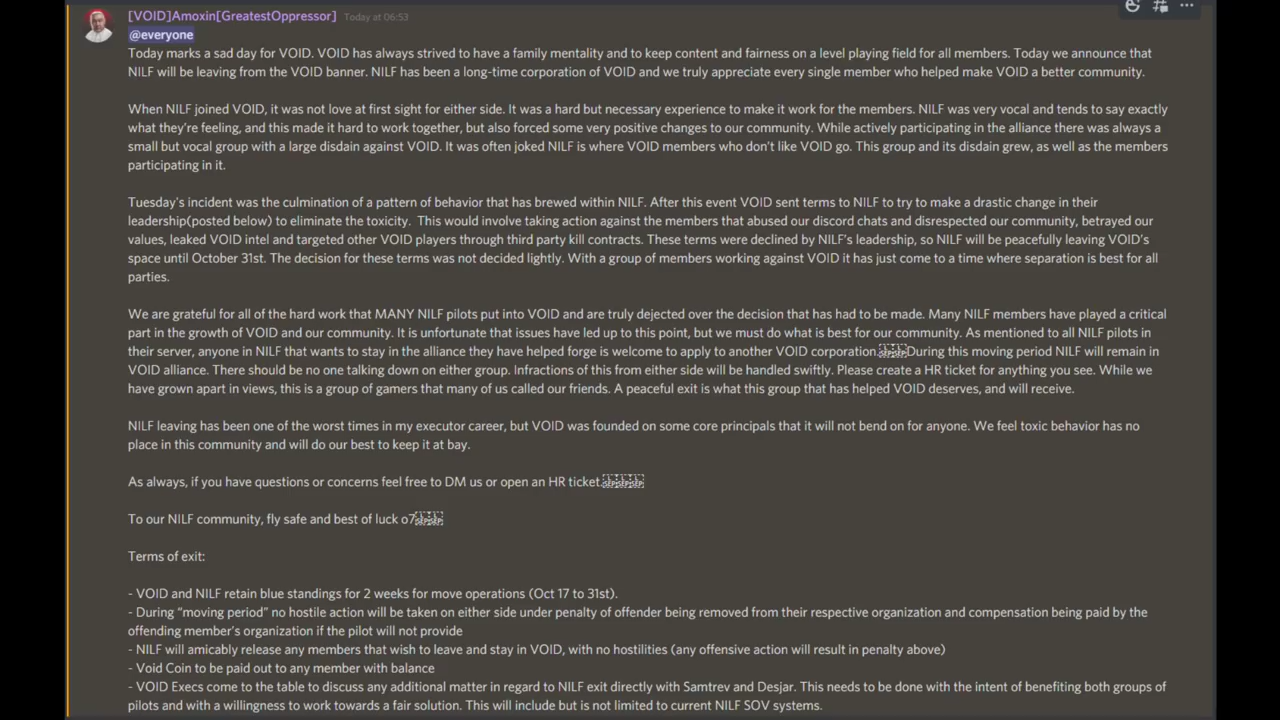 [VOID]Amoxin[GreatestOppressor] Today at 06:53
@everyone
Today marks a sad day for VOID. VOID has always strived to have a family mentality and to keep content and fairness on a level playing field for all members. Today we announce that
NILF will be leaving from the VOID banner. NILF has been a long-time corporation of VOID and we truly appreciate every single member who helped make VOID a better community.
When NILF joined VOID, it was not love at first sight for either side. It was a hard but necessary experience to make it work for the members. NILF was very vocal and tends to say exactly
what they're feeling, and this made it hard to work together, but also forced some very positive changes to our community. While actively participating in the alliance there was always a
small but vocal group with a large disdain against VOID. It was often joked NILF is where VOID members who don't like VOID go. This group and its disdain grew, as well as the members
participating in it.
Tuesday's incident was the culmination of a pattern of behavior that has brewed within NILF. After this event VOID sent terms to NILF to try to make a drastic change in their
leadership(posted below) to eliminate the toxicity. This would involve taking action against the members that abused our discord chats and disrespected our community, betrayed our
values, leaked VOID intel and targeted other VOID players through third party kill contracts. These terms were declined by NILF's leadership, so NILF will be peacefully leaving VOID's
space until October 31st. The decision for these terms was not decided lightly. With a group of members working against VOID it has just come to a time where separation is best for all
parties.
We are grateful for all of the hard work that MANY NILF pilots put into VOID and are truly dejected over the decision that has had to be made. Many NILF members have played a critical
part in the growth of VOID and our community. It is unfortunate that issues have led up to this point, but we must do what is best for our community. As mentioned to all NILF pilots in
their server, anyone in NILF that wants to stay in the alliance they have helped forge is welcome to apply to another VOID corporation. During this moving period NILF will remain in
VOID alliance. There should be no one talking down on either group. Infractions of this from either side will be handled swiftly. Please create a HR ticket for anything you see. While we
have grown apart in views, this is a group of gamers that many of us called our friends. A peaceful exit is what this group that has helped VOID deserves, and will receive.
NILF leaving has been one of the worst times in my executor career, but VOID was founded on some core principals that it will not bend on for anyone. We feel toxic behavior has no
place in this community and will do our best to keep it at bay.
As always, if you have questions or concerns feel free to DM us or open an HR ticket.
To our NILF community, fly safe and best of luck o7
Terms of exit:
- VOID and NILF retain blue standings for 2 weeks for move operations (Oct 17 to 31st).
- During “moving period” no hostile action will be taken on either side under penalty of offender being removed from their respective organization and compensation being paid by the
offending member's organization if the pilot will not provide
- NILF will amicably release any members that wish to leave and stay in VOID, with no hostilities (any offensive action will result in penalty above)
- Void Coin to be paid out to any member with balance
- VOID Execs come to the table to discuss any additional matter in regard to NILF exit directly with Samtrev and Desjar. This needs to be done with the intent of benefiting both groups of
pilots and with a willingness to work towards a fair solution. This will include but is not limited to current NILF SOV systems.